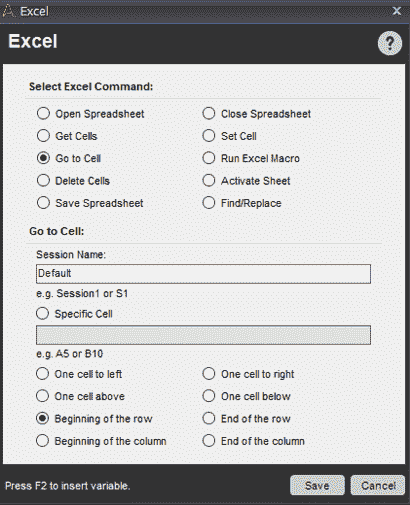 Excel
Excel
?
Select Excel Command:
Open Spreadsheet Close Spreadsheet
Get Cells Set Cell
Go to Cell Run Excel Macro
Delete Cells Activate Sheet
Save Spreadsheet Find/Replace
Go to Cell:
Session Name:
Default
e.g. Session1 or S1
Specific Cell
e.g. A5 or B10
One cell to left One cell to right
One cell above One cell below
Beginning of the row End of the row
Beginning of the column End of the column
Press F2 to insert variable. Save Cancel